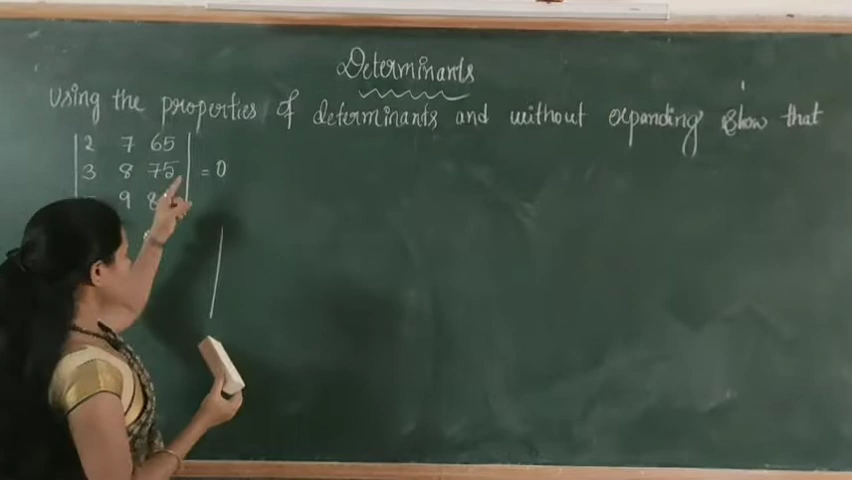 Determinants
Using the properties of determinants and without expanding show that
2 7 65
3 8 75 = 0
9 8